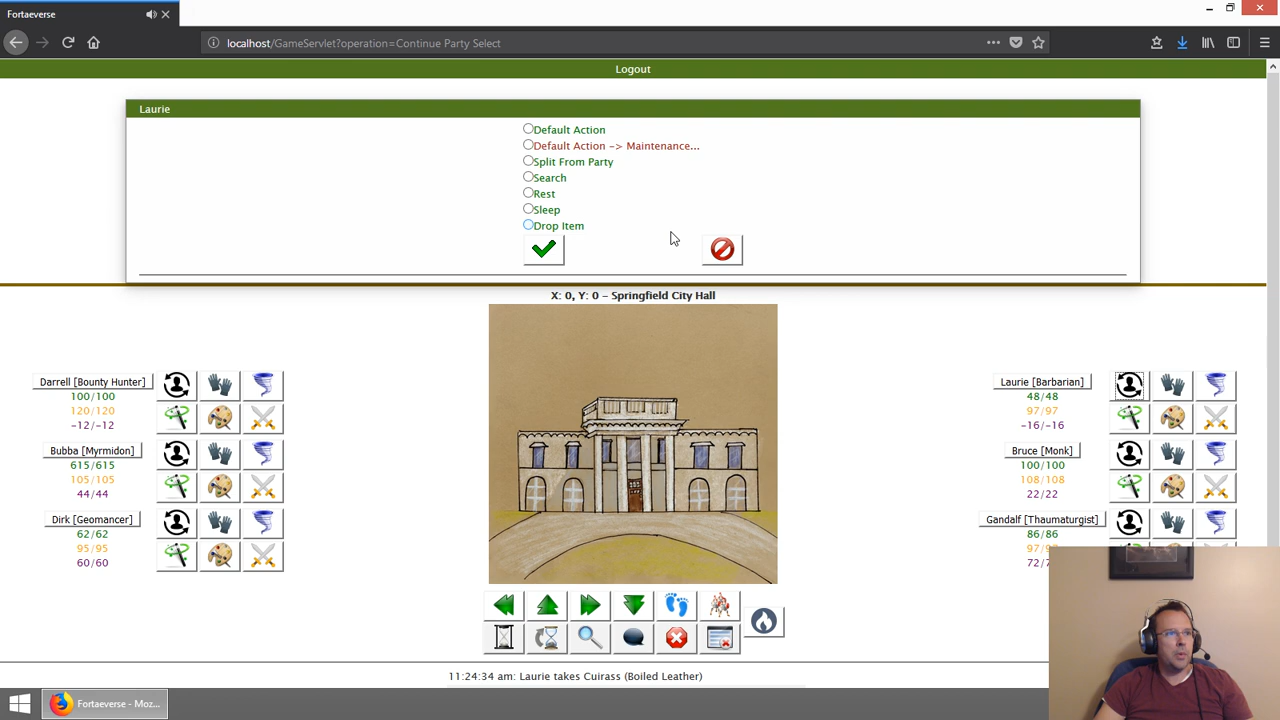 Fortaeverse
localhost/GameServlet?operation=Continue Party Select
Logout
Laurie
Default Action
Default Action -> Maintenance...
Split From Party
Search
Rest
Sleep
Drop Item
X: 0, Y: 0 – Springfield City Hall
Darrell [Bounty Hunter]
100/100
120/120
-12/-12
Bubba [Myrmidon]
615/615
105/105
44/44
Dirk [Geomancer]
62/62
95/95
60/60
Laurie [Barbarian]
48/48
97/97
-16/-16
Bruce [Monk]
100/100
108/108
22/22
Gandalf [Thaumaturgist]
86/86
11:24:34 am: Laurie takes Cuirass (Boiled Leather)
Fortaeverse - Moz...